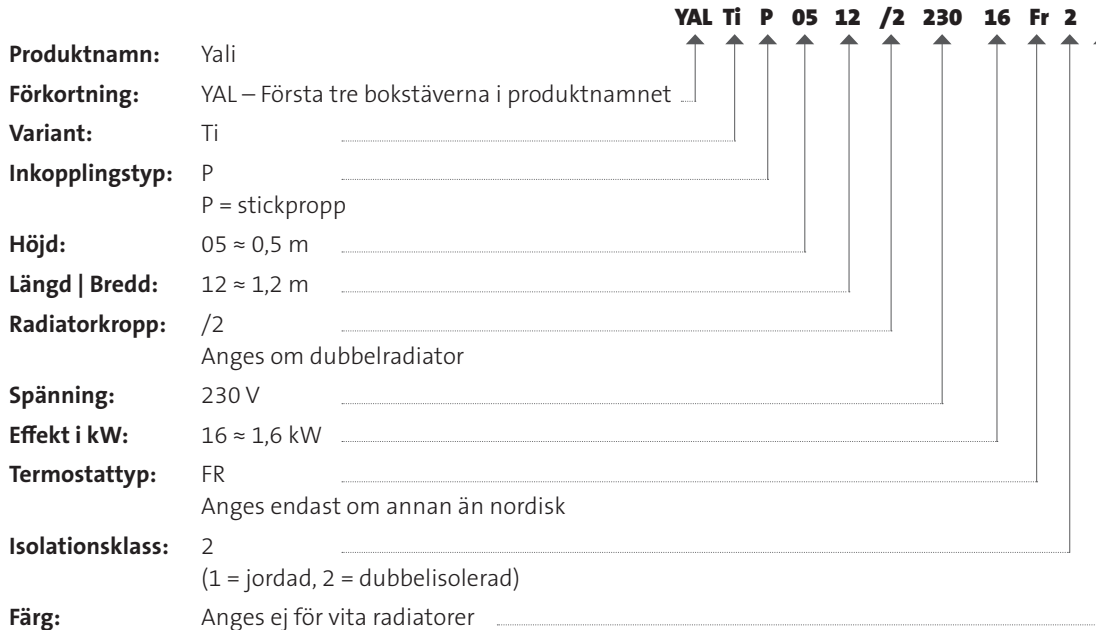 YAL Ti P 05 12 /2 230 16 Fr 2
Produktnamn: Yali
Förkortning: YAL – Första tre bokstäverna i produktnamnet
Variant: Ti
Inkopplingstyp: P
P = stickpropp
Höjd: 05 ≈ 0,5 m
Längd | Bredd: 12 ≈ 1,2 m
Radiatorkropp: /2
Anges om dubbelradiator
Spänning: 230 V
Effekt i kW: 16 ≈ 1,6 kW
Termostattyp: FR
Anges endast om annan än nordisk
Isolationsklass: 2
(1 = jordad, 2 = dubbelisolerad)
Färg: Anges ej för vita radiatorer